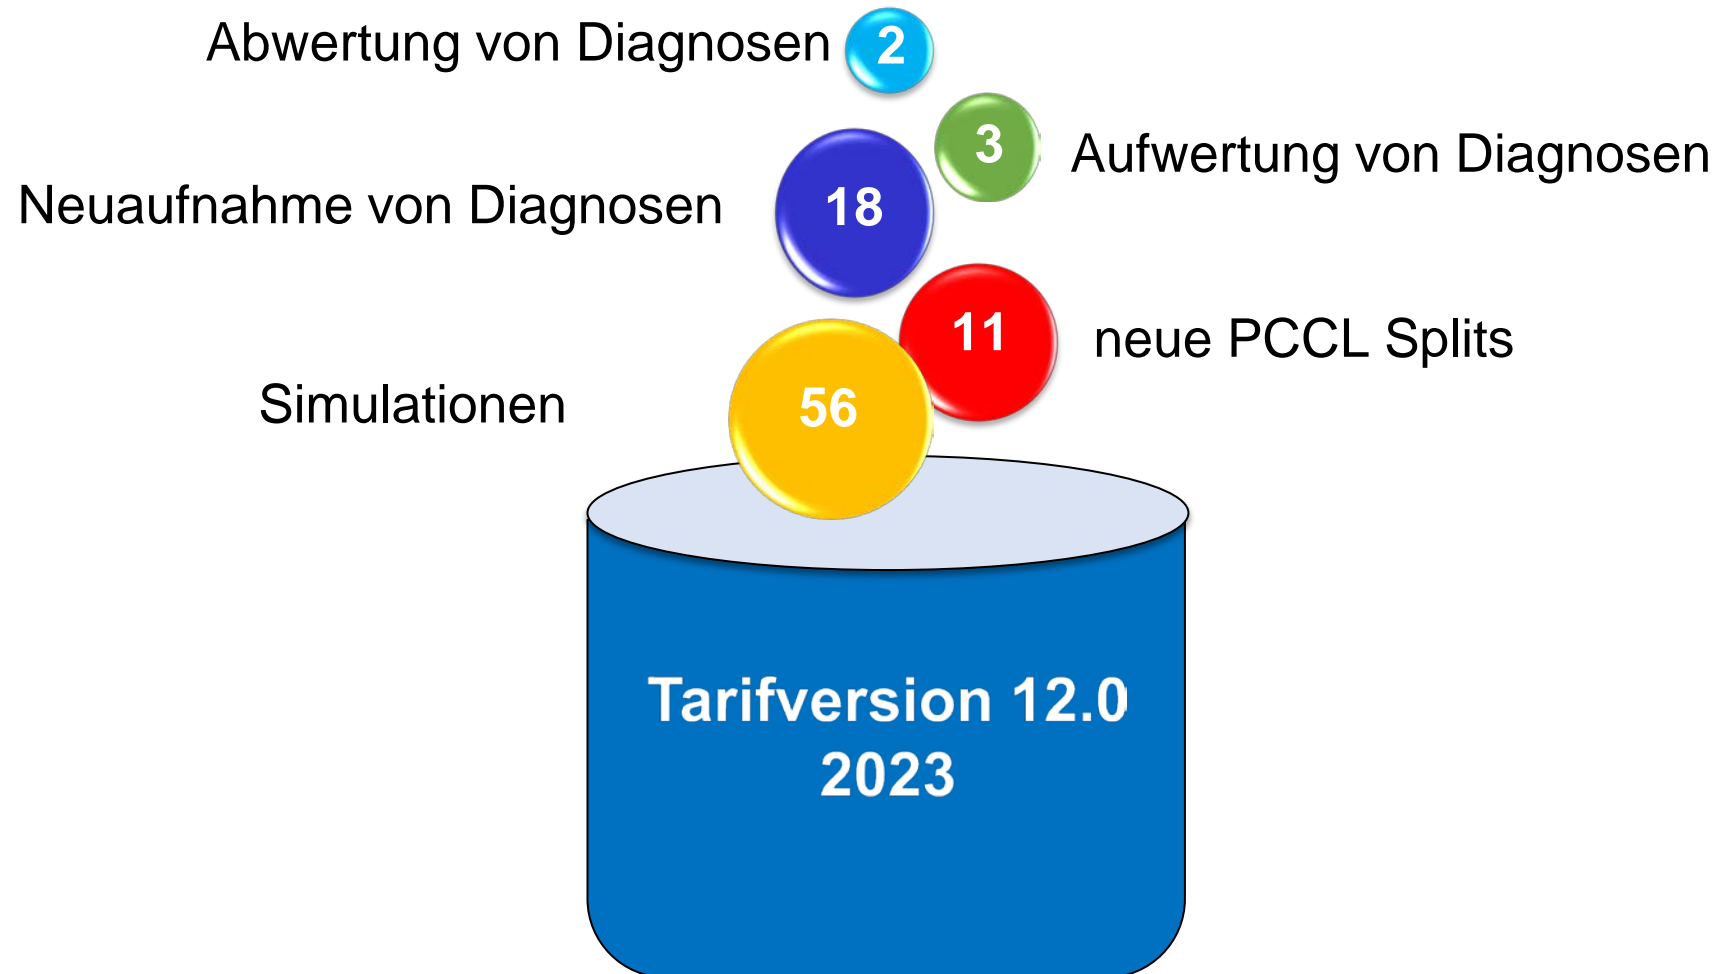 Abwertung von Diagnosen
2
3
Aufwertung von Diagnosen
Neuaufnahme von Diagnosen
18
11
neue PCCL Splits
Simulationen
56
Tarifversion 12.0
2023